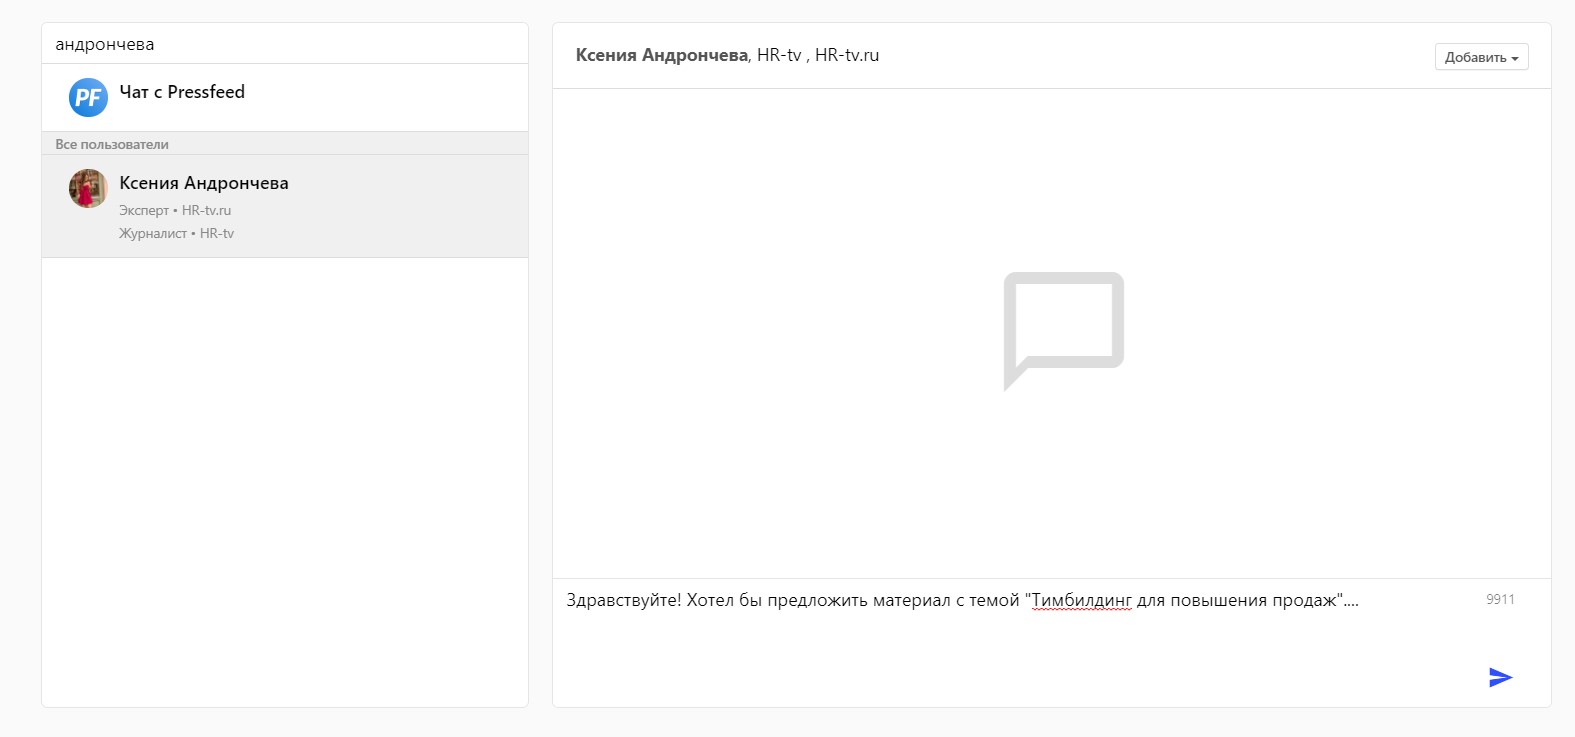 андрончева
PF
Чат с Pressfeed
Все пользователи
Ксения Андрончева
Эксперт • HR-tv.ru
Журналист • HR-tv
Ксения Андрончева, HR-tv , HR-tv.ru
Добавить
Здравствуйте! Хотел бы предложить материал с темой "Тимбилдинг для повышения продаж"....
9911